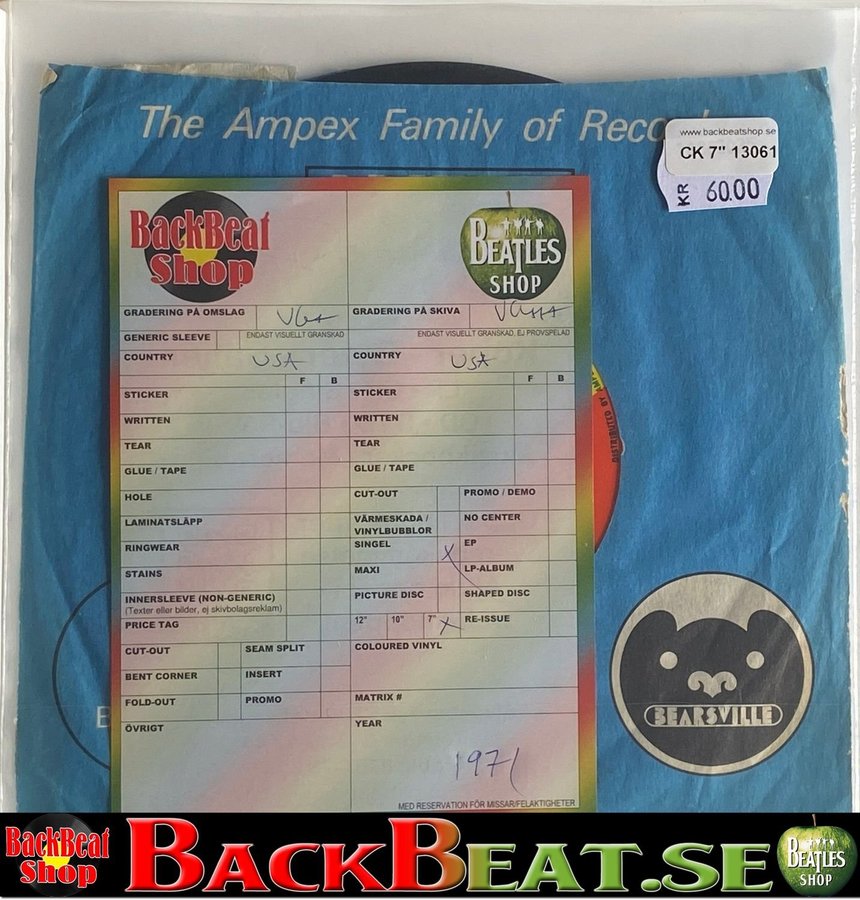 The Ampex Family of Reco
www.backbeatshop.se
CK 7" 13061
KR 60.00
BackBeat
Shop
BEATLES
SHOP
GRADERING PÅ OMSLAG VG+
GRADERING PÅ SKIVA VG++
GENERIC SLEEVE
ENDAST VISUELLT GRANSKAD
ENDAST VISUELLT GRANSKAD, EJ PROVSPELAD
COUNTRY USA
COUNTRY USA
F B
F B
STICKER
STICKER
WRITTEN
WRITTEN
TEAR
TEAR
GLUE / TAPE
GLUE / TAPE
HOLE
CUT-OUT
PROMO / DEMO
LAMINATSLÄPP
VÄRMESKADA /
VINYLBUBBLOR
NO CENTER
RINGWEAR
SINGEL X
EP
STAINS
MAXI
LP-ALBUM
INNERSLEEVE (NON-GENERIC)
(Texter eller bilder, ej skivbolagsreklam)
PICTURE DISC
SHAPED DISC
PRICE TAG
12" 10" 7" X
RE-ISSUE
CUT-OUT
SEAM SPLIT
COLOURED VINYL
BENT CORNER
INSERT
FOLD-OUT
PROMO
MATRIX #
ÖVRIGT
YEAR
1971
MED RESERVATION FÖR MISSAR/FELAKTIGHETER
DISTRIBUTED BY AMP
BEARSVILLE
B
BackBeat
Shop
BACKBEAT.SE
BEATLES
SHOP